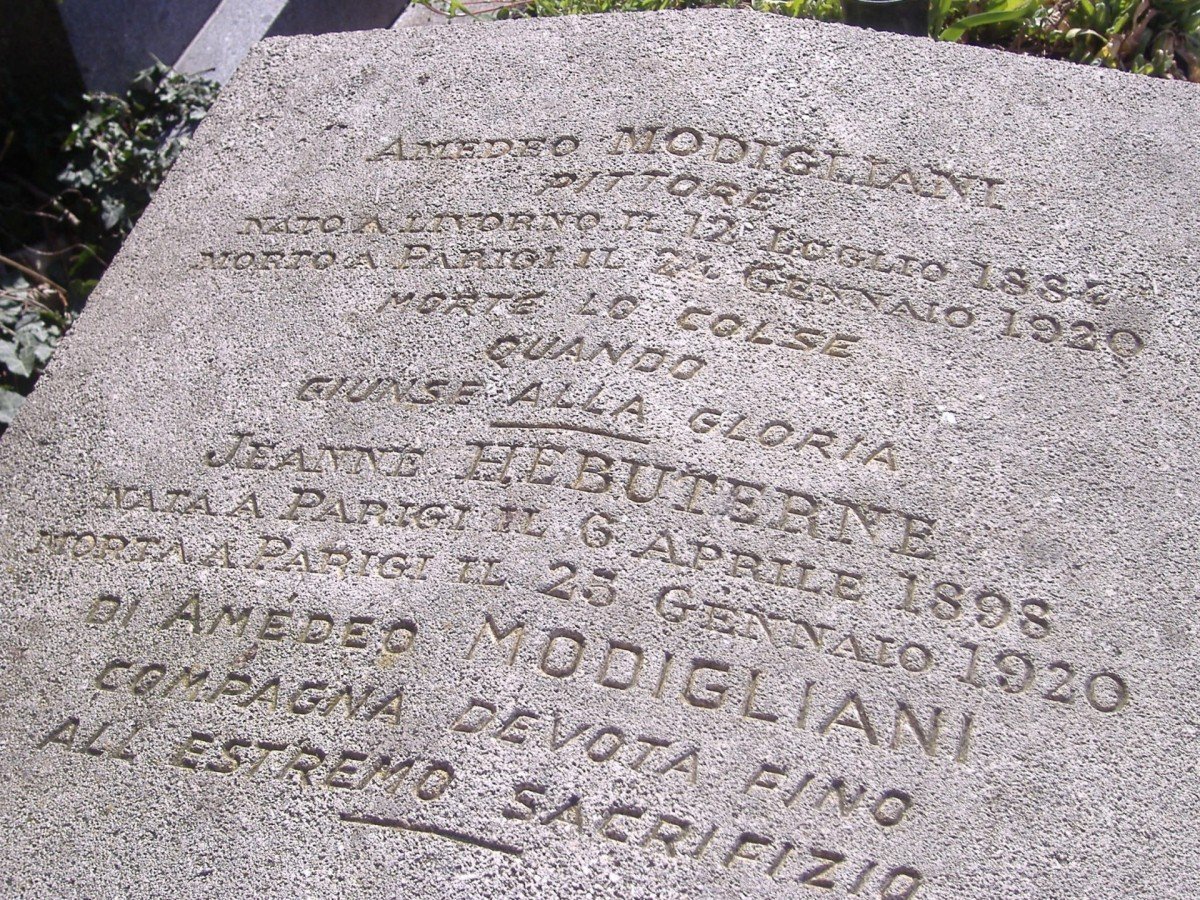 AMEDEO MODIGLIANI
PITTORE
NATO A LIVORNO IL 12 LUGLIO 1884
MORTO A PARIGI IL 24 GENNAIO 1920
MORTE LO COLSE
QUANDO
GIUNSE ALLA GLORIA
JEANNE HÉBUTERNE
NATA A PARIGI IL 6 APRILE 1898
MORTA A PARIGI IL 25 GENNAIO 1920
DI AMÉDEO MODIGLIANI
COMPAGNA DEVOTA FINO
ALL ESTREMO SACRIFIZIO